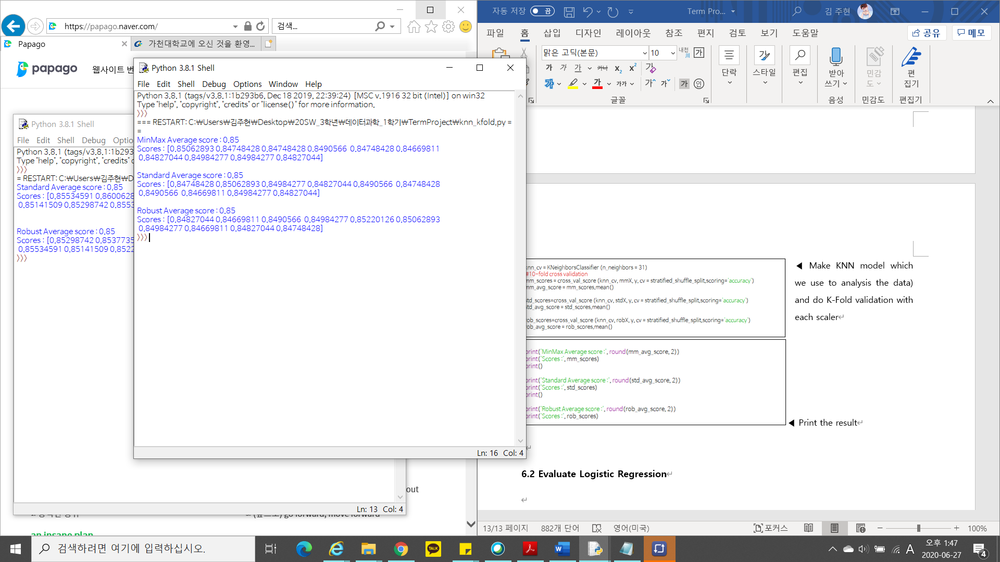 https://papago.naver.com/
검색...
Papago
가천대학교에 오신 것을 환영...
papago
웹사이트 번
Python 3.8.1 Shell
File Edit Shell Debug Options Window Help
Python 3.8.1 (tags/v3.8.1:1b293b6, Dec 18 2019, 22:39:24) [MSC v.1916 32 bit (Intel)] on win32
Type "help", "copyright", "credits" or "license()" for more information.
>>>
=== RESTART: C:\Users\김주현\Desktop\20SW_3학년\데이터과학_1학기\TermProject\knn_kfold.py =
=
MinMax Average score : 0.85
Scores : [0.85062893 0.84748428 0.84748428 0.8490566  0.84748428 0.84669811
 0.84827044 0.84984277 0.84984277 0.84827044]
Standard Average score : 0.85
Scores : [0.84748428 0.85062893 0.84984277 0.84827044 0.8490566  0.84748428
 0.8490566  0.84669811 0.84984277 0.84827044]
Robust Average score : 0.85
Scores : [0.84827044 0.84669811 0.8490566  0.84984277 0.85220126 0.85062893
 0.84984277 0.84669811 0.84827044 0.84748428]
>>>
Ln: 16 Col: 4
Python 3.8.1 Shell
File Edit Shell Debug Optio
Python 3.8.1 (tags/v3.8.1:1b293
Type "help", "copyright", "credits"
>>>
= RESTART: C:\Users\김주현\D
Standard Average score : 0.85
Scores : [0.85534591 0.8600628
 0.85141509 0.85298742 0.8553
Robust Average score : 0.85
Scores : [0.85298742 0.8537735
 0.85534591 0.85141509 0.8522
>>>
Ln: 13 Col: 4
out
go forward, move forward
an insane plan
자동 저장 끔 Term Pro... 김 주현
파일 홈 삽입 디자인 레이아웃 참조 편지 검토 보기 도움말 공유 메모
맑은 고딕(본문) 10 내천 가
가 가 가 가나 x₂ x² 가
가 가 가 가가 가 가 가 인
글꼴
단락
스타일
편집
받아
쓰기
음성
민감
도
민감도
편
집기
편집기
knn_cv = KNeighborsClassifier (n_neighbors = 31)
#10-fold cross validation
mm_scores = cross_val_score (knn_cv, mmX, y, cv = stratified_shuffle_split,scoring='accuracy')
mm_avg_score = mm_scores.mean()
std_scores=cross_val_score (knn_cv, stdX, y, cv = stratified_shuffle_split,scoring='accuracy')
std_avg_score = std_scores.mean()
rob_scores=cross_val_score (knn_cv, robX, y, cv = stratified_shuffle_split,scoring='accuracy')
rob_avg_score = rob_scores.mean()
◀ Make KNN model which
we use to analysis the data)
and do K-Fold validation with
each scaler
print('MinMax Average score :', round(mm_avg_score, 2))
print('Scores :', mm_scores)
print()
print('Standard Average score :', round(std_avg_score, 2))
print('Scores :', std_scores)
print()
print('Robust Average score :', round(rob_avg_score, 2))
print('Scores :', rob_scores)
◀ Print the result
6.2 Evaluate Logistic Regression
13/13 페이지 882개 단어 영어(미국) 포커스 100%
검색하려면 여기에 입력하십시오.
TALK
A
오후 1:47
2020-06-27
4